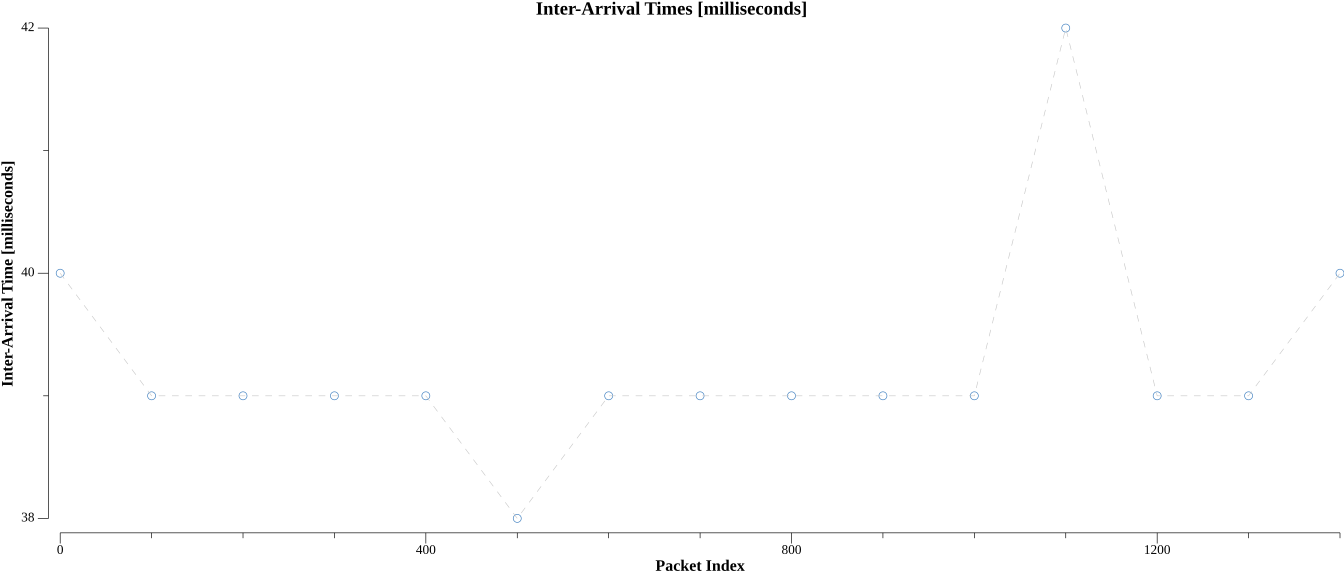 Inter-Arrival Times [milliseconds]
42
40
38
Inter-Arrival Time [milliseconds]
0 400 800 1200
Packet Index